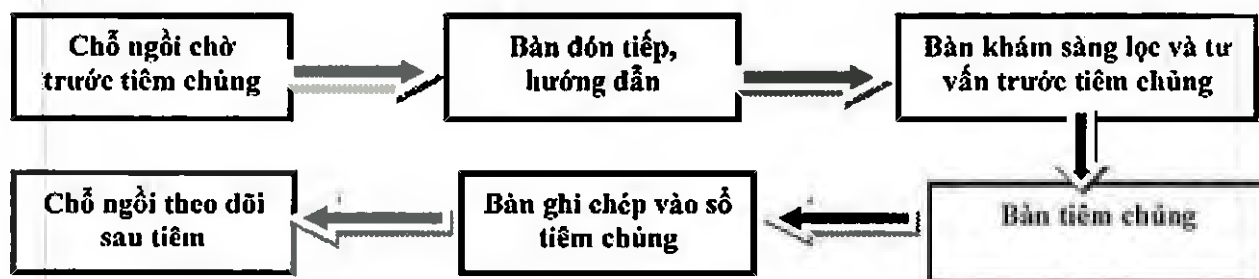 Chỗ ngồi chờ
trước tiêm chủng
Bàn đón tiếp,
hướng dẫn
Bàn khám sàng lọc và tư
vấn trước tiêm chủng
Bàn tiêm chủng
Bàn ghi chép vào sổ
tiêm chủng
Chỗ ngồi theo dõi
sau tiêm